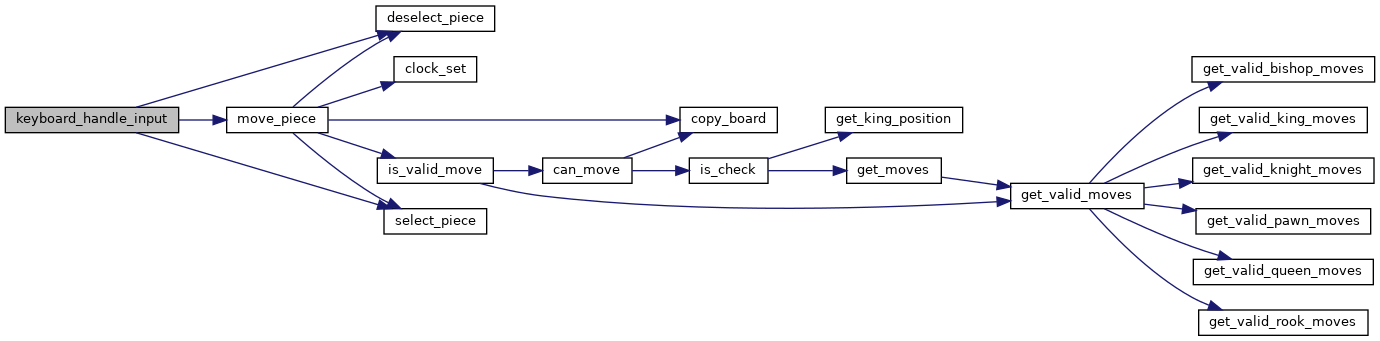 keyboard_handle_input
move_piece
deselect_piece
clock_set
is_valid_move
select_piece
can_move
copy_board
is_check
get_king_position
get_moves
get_valid_moves
get_valid_bishop_moves
get_valid_king_moves
get_valid_knight_moves
get_valid_pawn_moves
get_valid_queen_moves
get_valid_rook_moves